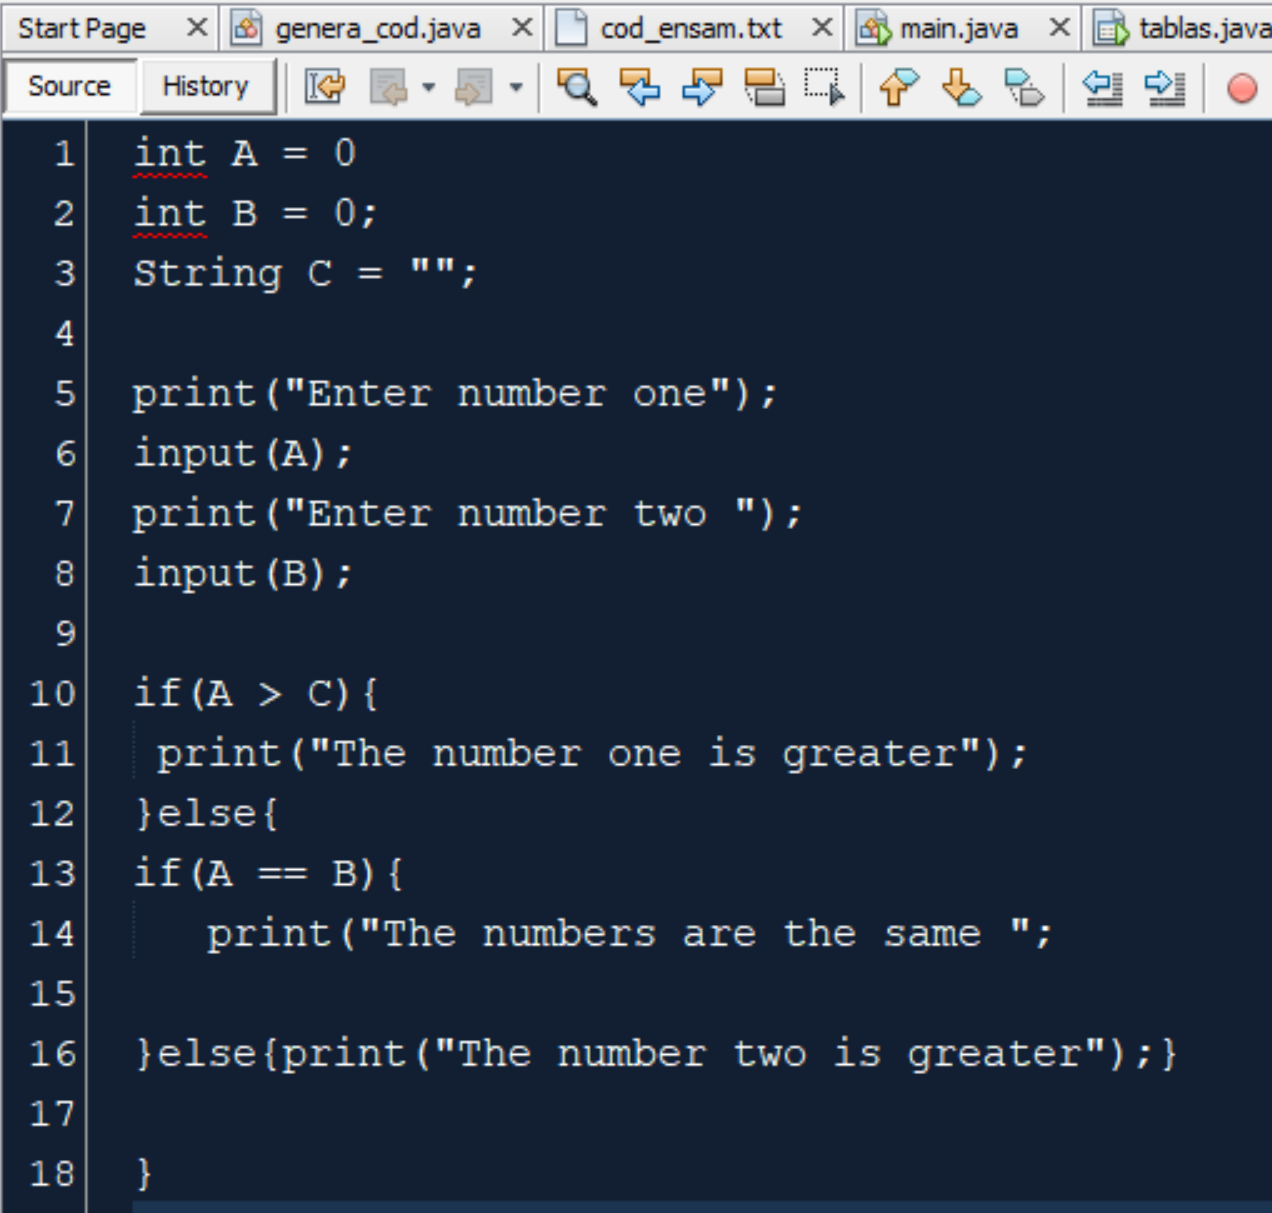 Start Page genera_cod.java cod_ensam.txt main.java tablas.java
Source History
1 int A = 0
2 int B = 0;
3 String C = "";
4
5 print("Enter number one");
6 input(A);
7 print("Enter number two ");
8 input(B);
9
10 if(A > C){
11 print("The number one is greater");
12 }else{
13 if(A == B){
14 print("The numbers are the same ";
15
16 }else{print("The number two is greater");}
17
18 }